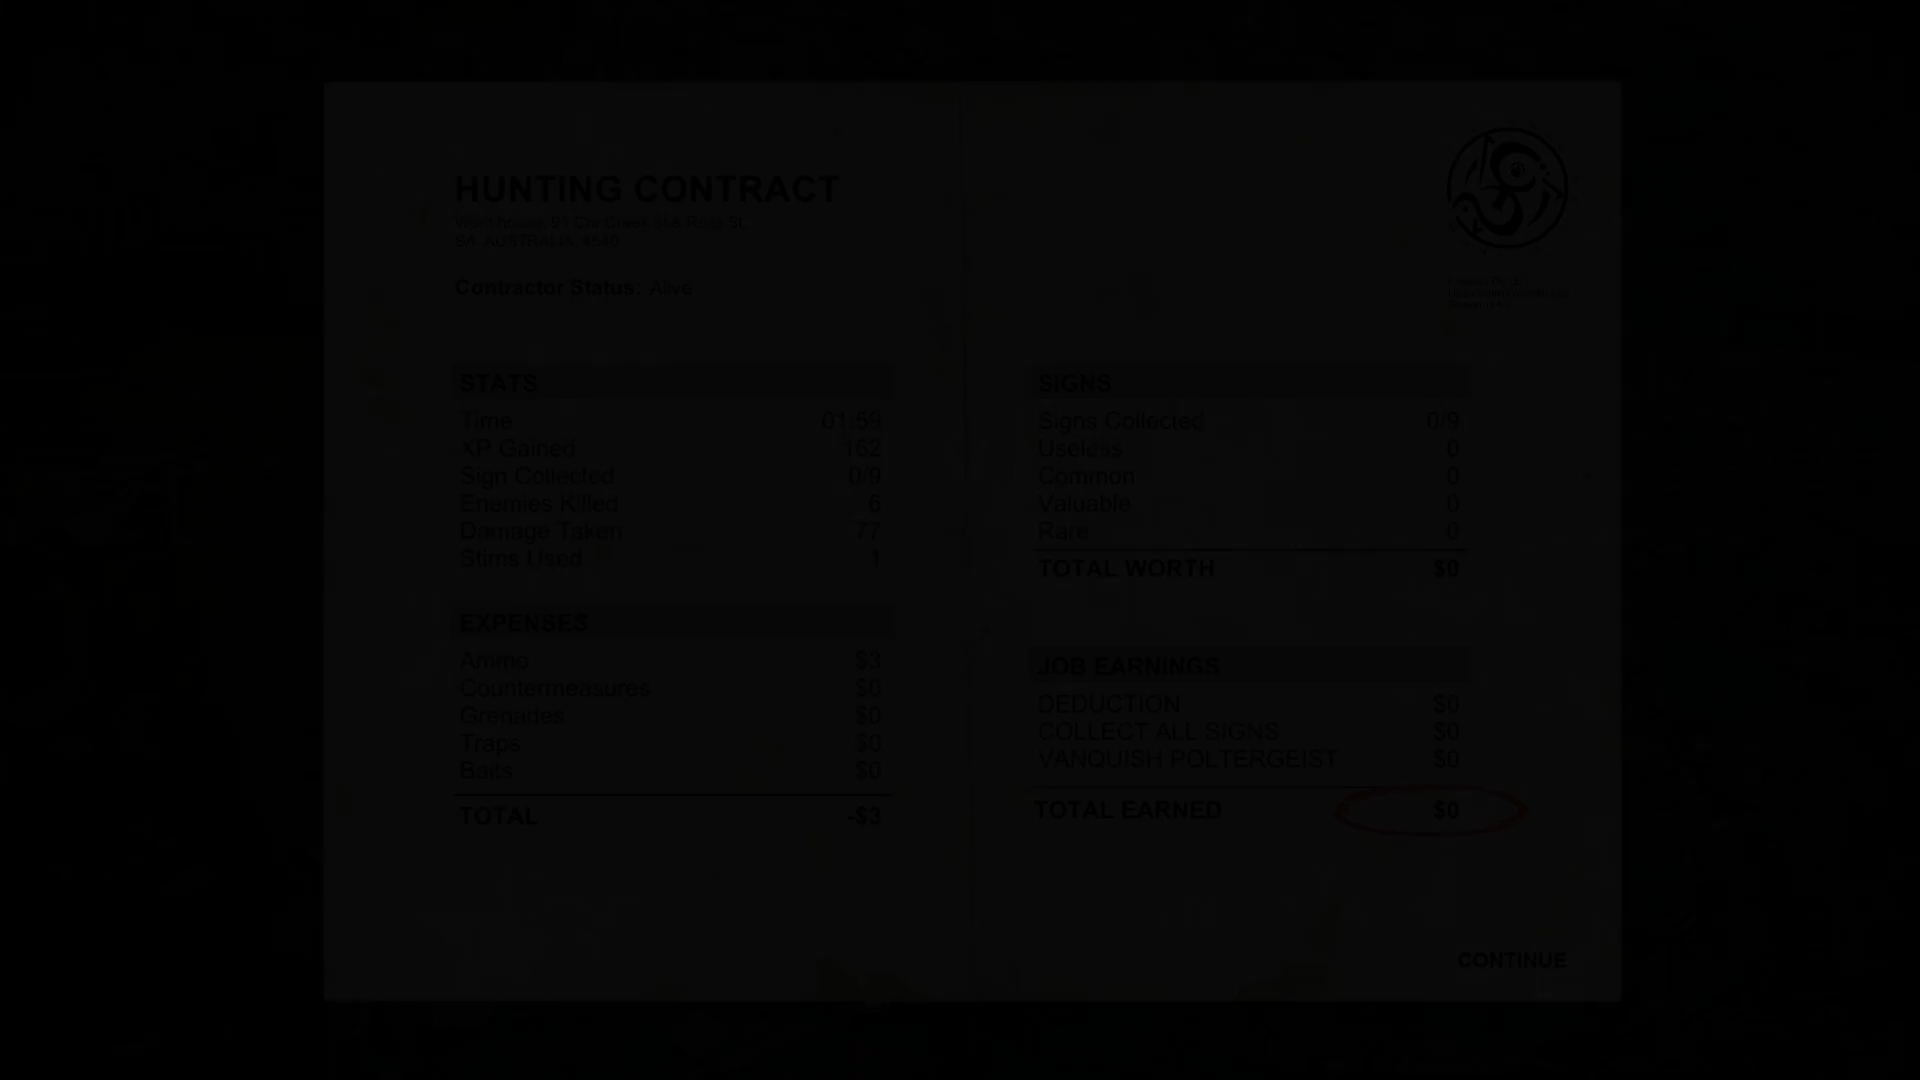 HUNTING CONTRACT
SA, AUSTRALIA, 4540
Contractor Status: Alive
STATS
Time 01:59
XP Gained 162
Sign Collected 0/9
Enemies Killed 6
Damage Taken 77
Stims Used 1
EXPENSES
Ammo $3
Countermeasures $0
Grenades $0
Traps $0
Baits $0
TOTAL -$3
SIGNS
Signs Collected 0/9
Useless 0
Common 0
Valuable 0
Rare 0
TOTAL WORTH $0
JOB EARNINGS
DEDUCTION $0
COLLECT ALL SIGNS $0
VANQUISH POLTERGEIST $0
TOTAL EARNED $0
CONTINUE